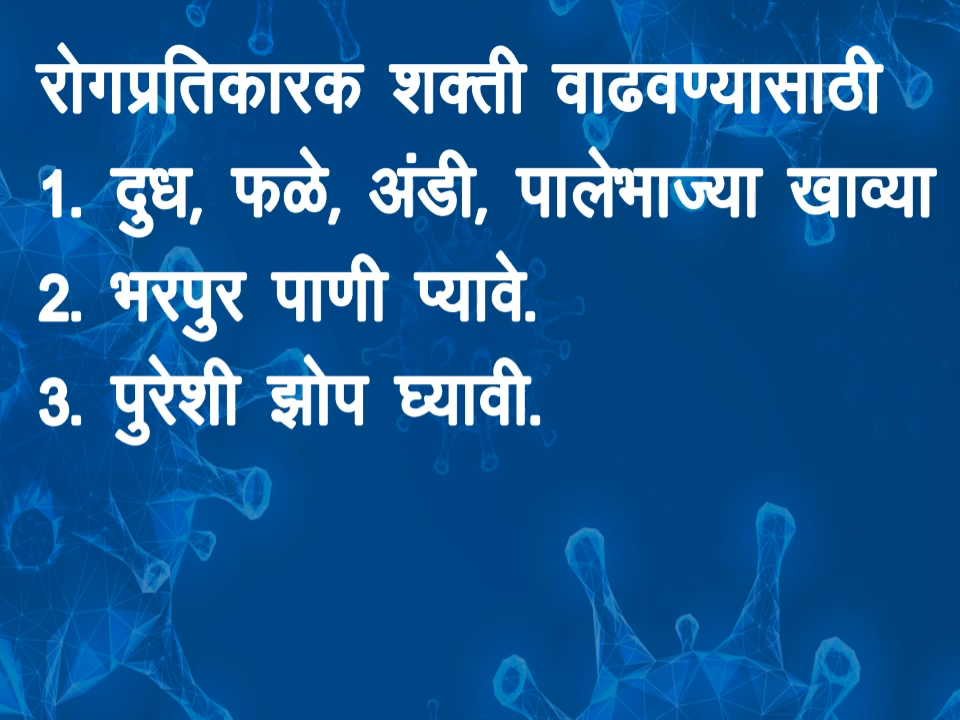 रोगप्रतिकारक शक्ती वाढवण्यासाठी
1. दुध, फळे, अंडी, पालेभाज्या खाव्या
2. भरपुर पाणी प्यावे.
3. पुरेशी झोप घ्यावी.